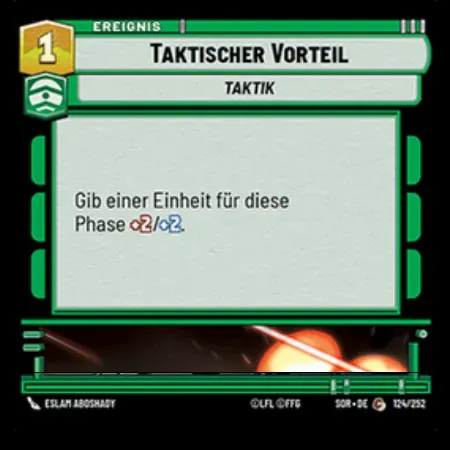 EREIGNIS
1
TAKTISCHER VORTEIL
TAKTIK
Gib einer Einheit für diese
Phase +2/+2.
ESLAM ABOSHADY
©LFL ©FFG
SOR • DE C 124/252